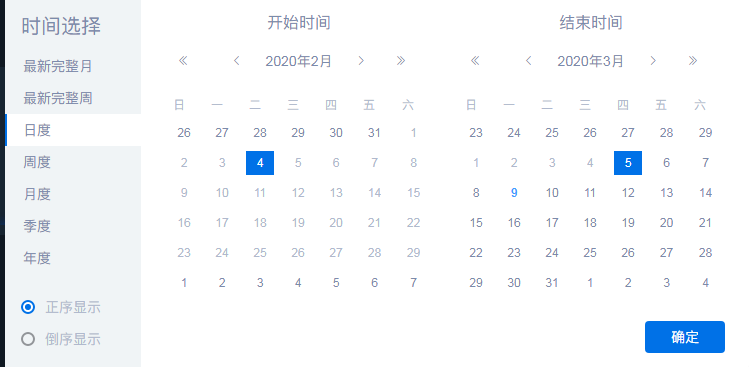 时间选择
最新完整月
最新完整周
日度
周度
月度
季度
年度
正序显示
倒序显示
开始时间
2020年2月
日 一 二 三 四 五 六
26 27 28 29 30 31 1
2 3 4 5 6 7 8
9 10 11 12 13 14 15
16 17 18 19 20 21 22
23 24 25 26 27 28 29
1 2 3 4 5 6 7
结束时间
2020年3月
日 一 二 三 四 五 六
23 24 25 26 27 28 29
1 2 3 4 5 6 7
8 9 10 11 12 13 14
15 16 17 18 19 20 21
22 23 24 25 26 27 28
29 30 31 1 2 3 4
确定